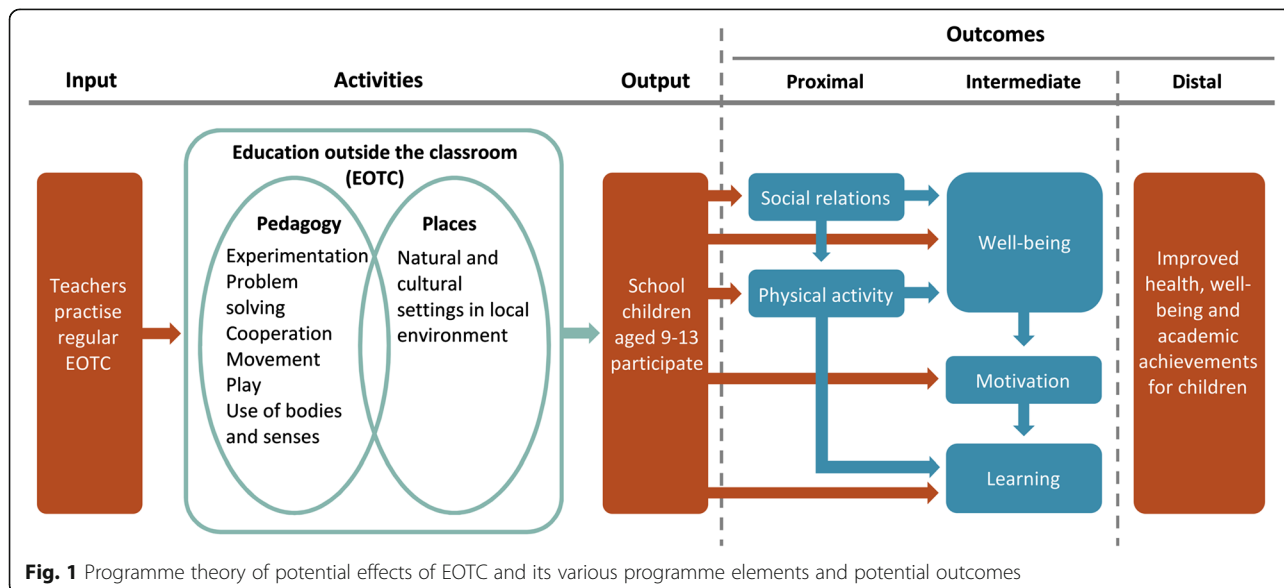 Outcomes
Input
Activities
Output
Proximal
Intermediate
Distal
Teachers
practise
regular
EOTC
Education outside the classroom
(EOTC)
Pedagogy
Experimentation
Problem
solving
Cooperation
Movement
Play
Use of bodies
and senses
Places
Natural and
cultural
settings in local
environment
School
children
aged 9-13
participate
Social relations
Physical activity
Well-being
Motivation
Learning
Improved
health, well-
being and
academic
achievements
for children
Fig. 1 Programme theory of potential effects of EOTC and its various programme elements and potential outcomes